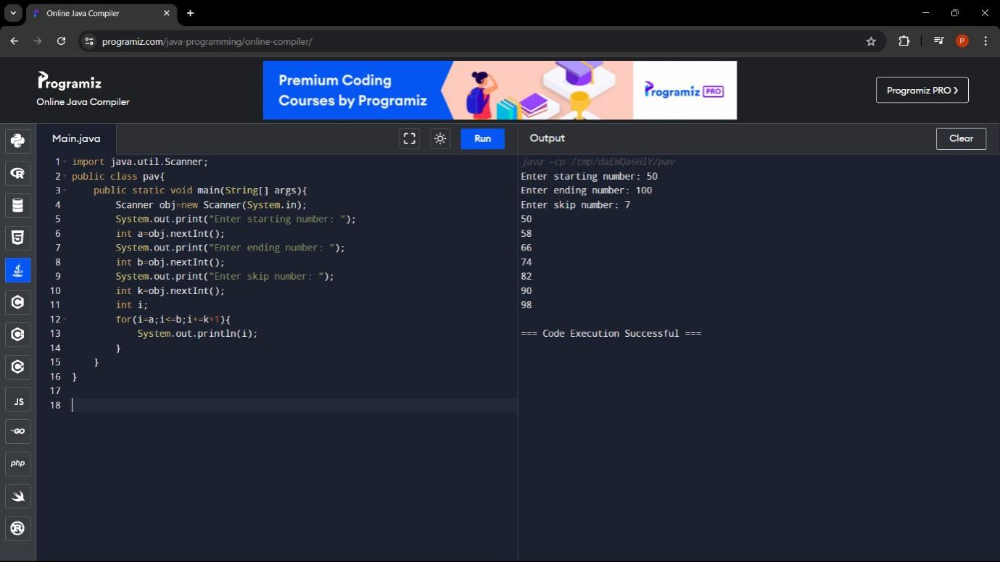 Online Java Compiler
programiz.com/java-programming/online-compiler/
P
Programiz
Online Java Compiler
Premium Coding
Courses by Programiz
Programiz PRO
Programiz PRO >
Main.java
Run
Output
Clear
1 import java.util.Scanner;
2 public class pav{
3 public static void main(String[] args){
4 Scanner obj=new Scanner(System.in);
5 System.out.print("Enter starting number: ");
6 int a=obj.nextInt();
7 System.out.print("Enter ending number: ");
8 int b=obj.nextInt();
9 System.out.print("Enter skip number: ");
10 int k=obj.nextInt();
11 int i;
12 for(i=a;i<=b;i+=k+1){
13 System.out.println(i);
14 }
15 }
16 }
17
18
java -cp /tmp/daEWQa6HlY/pav
Enter starting number: 50
Enter ending number: 100
Enter skip number: 7
50
58
66
74
82
90
98
=== Code Execution Successful ===
R
5
C
C
C
JS
GO
php
R